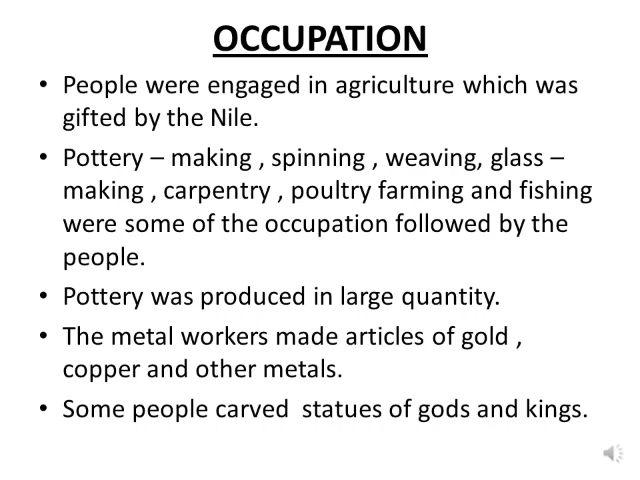 OCCUPATION
• People were engaged in agriculture which was
gifted by the Nile.
• Pottery – making , spinning , weaving, glass –
making , carpentry , poultry farming and fishing
were some of the occupation followed by the
people.
• Pottery was produced in large quantity.
• The metal workers made articles of gold ,
copper and other metals.
• Some people carved  statues of gods and kings.